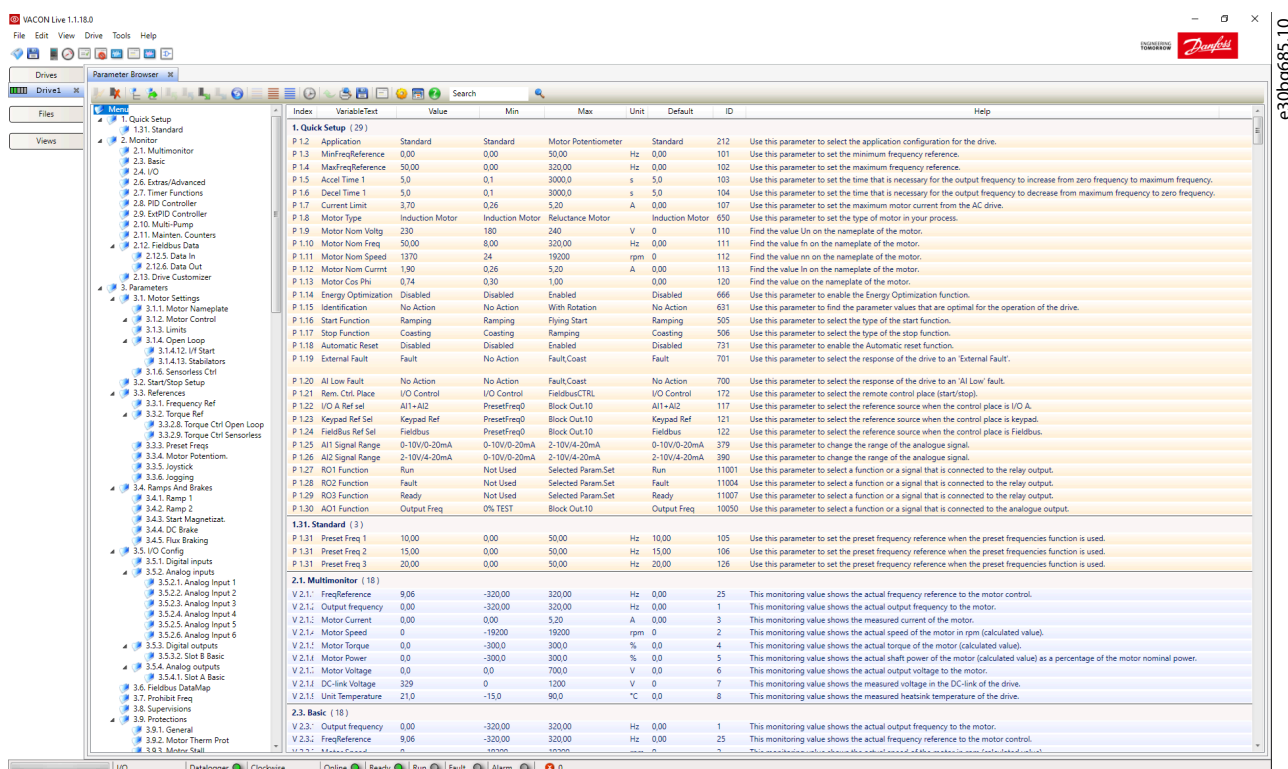 VACON Live 1.1.18.0
File Edit View Drive Tools Help
ENGINEERING TOMORROW Danfoss
e30bg685.10
Drives
Drive1
Files
Views
Parameter Browser
Search
Menu
1. Quick Setup
1.31. Standard
2. Monitor
2.1. Multimonitor
2.3. Basic
2.4. I/O
2.6. Extras/Advanced
2.7. Timer Functions
2.8. PID Controller
2.9. ExtPID Controller
2.10. Multi-Pump
2.11. Mainten. Counters
2.12. Fieldbus Data
2.12.5. Data In
2.12.6. Data Out
2.13. Drive Customizer
3. Parameters
3.1. Motor Settings
3.1.1. Motor Nameplate
3.1.2. Motor Control
3.1.3. Limits
3.1.4. Open Loop
3.1.4.12. I/f Start
3.1.4.13. Stabilators
3.1.6. Sensorless Ctrl
3.2. Start/Stop Setup
3.3. References
3.3.1. Frequency Ref
3.3.2. Torque Ref
3.3.2.8. Torque Ctrl Open Loop
3.3.2.9. Torque Ctrl Sensorless
3.3.3. Preset Freqs
3.3.4. Motor Potentiom.
3.3.5. Joystick
3.3.6. Jogging
3.4. Ramps And Brakes
3.4.1. Ramp 1
3.4.2. Ramp 2
3.4.3. Start Magnetizat.
3.4.4. DC Brake
3.4.5. Flux Braking
3.5. I/O Config
3.5.1. Digital inputs
3.5.2. Analog inputs
3.5.2.1. Analog Input 1
3.5.2.2. Analog Input 2
3.5.2.3. Analog Input 3
3.5.2.4. Analog Input 4
3.5.2.5. Analog Input 5
3.5.2.6. Analog Input 6
3.5.3. Digital outputs
3.5.3.2. Slot B Basic
3.5.4. Analog outputs
3.5.4.1. Slot A Basic
3.6. Fieldbus DataMap
3.7. Prohibit Freq
3.8. Supervisions
3.9. Protections
3.9.1. General
3.9.2. Motor Therm Prot
3.9.3. Motor Stall
Index VariableText Value Min Max Unit Default ID Help
1. Quick Setup (29)
P 1.2 Application Standard Standard Motor Potentiometer Standard 212 Use this parameter to select the application configuration for the drive.
P 1.3 MinFreqReference 0,00 0,00 50,00 Hz 0,00 101 Use this parameter to set the minimum frequency reference.
P 1.4 MaxFreqReference 50,00 0,00 320,00 Hz 0,00 102 Use this parameter to set the maximum frequency reference.
P 1.5 Accel Time 1 5,0 0,1 3000,0 s 5,0 103 Use this parameter to set the time that is necessary for the output frequency to increase from zero frequency to maximum frequency.
P 1.6 Decel Time 1 5,0 0,1 3000,0 s 5,0 104 Use this parameter to set the time that is necessary for the output frequency to decrease from maximum frequency to zero frequency.
P 1.7 Current Limit 3,70 0,26 5,20 A 0,00 107 Use this parameter to set the maximum motor current from the AC drive.
P 1.8 Motor Type Induction Motor Induction Motor Reluctance Motor Induction Motor 650 Use this parameter to set the type of motor in your process.
P 1.9 Motor Nom Voltg 230 180 240 V 0 110 Find the value Un on the nameplate of the motor.
P 1.10 Motor Nom Freq 50,00 8,00 320,00 Hz 0,00 111 Find the value fn on the nameplate of the motor.
P 1.11 Motor Nom Speed 1370 24 19200 rpm 0 112 Find the value nn on the nameplate of the motor.
P 1.12 Motor Nom Currnt 1,90 0,26 5,20 A 0,00 113 Find the value In on the nameplate of the motor.
P 1.13 Motor Cos Phi 0,74 0,30 1,00 0,00 120 Find the value on the nameplate of the motor.
P 1.14 Energy Optimization Disabled Disabled Enabled Disabled 666 Use this parameter to enable the Energy Optimization function.
P 1.15 Identification No Action No Action With Rotation No Action 631 Use this parameter to find the parameter values that are optimal for the operation of the drive.
P 1.16 Start Function Ramping Ramping Flying Start Ramping 505 Use this parameter to select the type of the start function.
P 1.17 Stop Function Coasting Coasting Ramping Coasting 506 Use this parameter to select the type of the stop function.
P 1.18 Automatic Reset Disabled Disabled Enabled Disabled 731 Use this parameter to enable the Automatic reset function.
P 1.19 External Fault Fault No Action Fault,Coast Fault 701 Use this parameter to select the response of the drive to an 'External Fault'.
P 1.20 AI Low Fault No Action No Action Fault,Coast No Action 700 Use this parameter to select the response of the drive to an 'AI Low' fault.
P 1.21 Rem. Ctrl. Place I/O Control I/O Control FieldbusCTRL I/O Control 172 Use this parameter to select the remote control place (start/stop).
P 1.22 I/O A Ref sel AI1+AI2 PresetFreq0 Block Out.10 AI1+AI2 117 Use this parameter to select the reference source when the control place is I/O A.
P 1.23 Keypad Ref Sel Keypad Ref PresetFreq0 Block Out.10 Keypad Ref 121 Use this parameter to select the reference source when the control place is keypad.
P 1.24 FieldBus Ref Sel Fieldbus PresetFreq0 Block Out.10 Fieldbus 122 Use this parameter to select the reference source when the control place is Fieldbus.
P 1.25 AI1 Signal Range 0-10V/0-20mA 0-10V/0-20mA 2-10V/4-20mA 0-10V/0-20mA 379 Use this parameter to change the range of the analogue signal.
P 1.26 AI2 Signal Range 2-10V/4-20mA 0-10V/0-20mA 2-10V/4-20mA 2-10V/4-20mA 390 Use this parameter to change the range of the analogue signal.
P 1.27 RO1 Function Run Not Used Selected Param.Set Run 11001 Use this parameter to select a function or a signal that is connected to the relay output.
P 1.28 RO2 Function Fault Not Used Selected Param.Set Fault 11004 Use this parameter to select a function or a signal that is connected to the relay output.
P 1.29 RO3 Function Ready Not Used Selected Param.Set Ready 11007 Use this parameter to select a function or a signal that is connected to the relay output.
P 1.30 AO1 Function Output Freq 0% TEST Block Out.10 Output Freq 10050 Use this parameter to select a function or a signal that is connected to the analogue output.
1.31. Standard (3)
P 1.31 Preset Freq 1 10,00 0,00 50,00 Hz 10,00 105 Use this parameter to set the preset frequency reference when the preset frequencies function is used.
P 1.31 Preset Freq 2 15,00 0,00 50,00 Hz 15,00 106 Use this parameter to set the preset frequency reference when the preset frequencies function is used.
P 1.31 Preset Freq 3 20,00 0,00 50,00 Hz 20,00 126 Use this parameter to set the preset frequency reference when the preset frequencies function is used.
2.1. Multimonitor (18)
V 2.1. FreqReference 9,06 -320,00 320,00 Hz 0,00 25 This monitoring value shows the actual frequency reference to the motor control.
V 2.1. Output frequency 0,00 -320,00 320,00 Hz 0,00 1 This monitoring value shows the actual output frequency to the motor.
V 2.1. Motor Current 0,00 0,00 5,20 A 0,00 3 This monitoring value shows the measured current of the motor.
V 2.1. Motor Speed 0 -19200 19200 rpm 0 2 This monitoring value shows the actual speed of the motor in rpm (calculated value).
V 2.1. Motor Torque 0,0 -300,0 300,0 % 0,0 4 This monitoring value shows the actual torque of the motor (calculated value).
V 2.1. Motor Power 0,0 -300,0 300,0 % 0,0 5 This monitoring value shows the actual shaft power of the motor (calculated value) as a percentage of the motor nominal power.
V 2.1. Motor Voltage 0,0 0,0 700,0 V 0,0 6 This monitoring value shows the actual output voltage to the motor.
V 2.1. DC-link Voltage 329 0 1200 V 0 7 This monitoring value shows the measured voltage in the DC-link of the drive.
V 2.1. Unit Temperature 21,0 -15,0 90,0 °C 0,0 8 This monitoring value shows the measured heatsink temperature of the drive.
2.3. Basic (18)
V 2.3. Output frequency 0,00 -320,00 320,00 Hz 0,00 1 This monitoring value shows the actual output frequency to the motor.
V 2.3. FreqReference 9,06 -320,00 320,00 Hz 0,00 25 This monitoring value shows the actual frequency reference to the motor control.
I/O Datalogger Clockwise Online Ready Run Fault Alarm 0